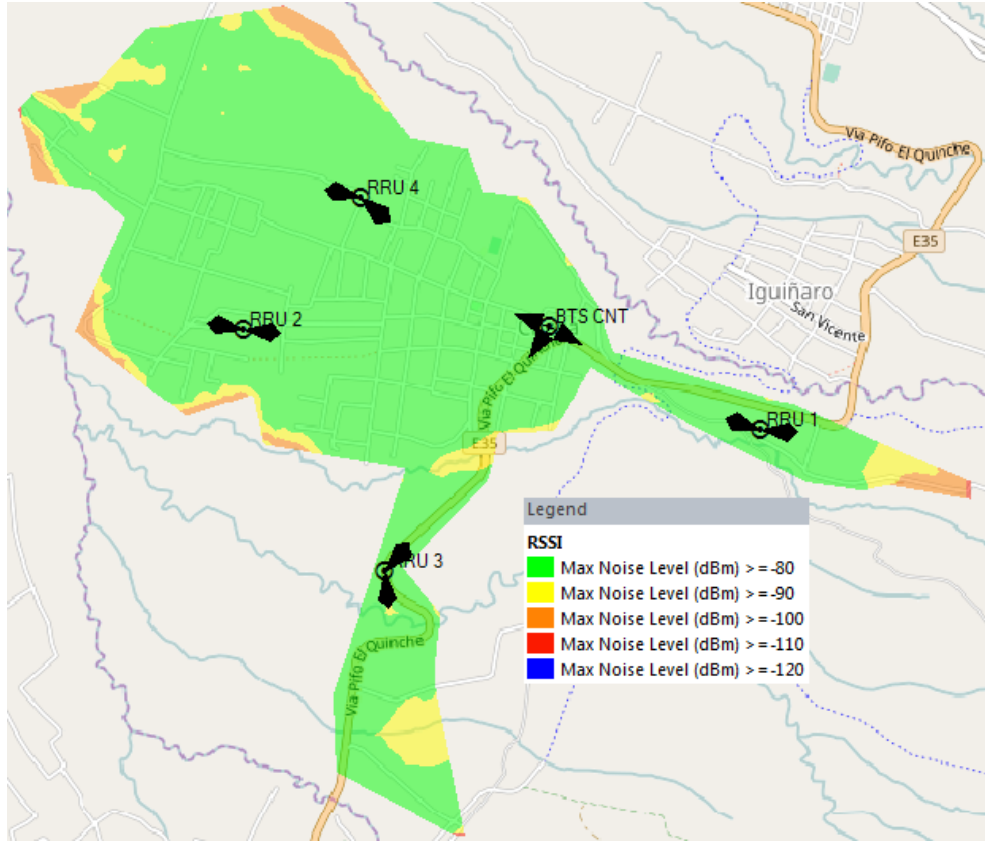 Via Pifo El Quinche
E35
Iguiñaro
San Vicente
RRU 4
RRU 2
BTS CNT
Via Pifo El Quinche
RRU 1
E35
RRU 3
Via Pifo El Quinche
Legend
RSSI
Max Noise Level (dBm) >=-80
Max Noise Level (dBm) >=-90
Max Noise Level (dBm) >=-100
Max Noise Level (dBm) >=-110
Max Noise Level (dBm) >=-120